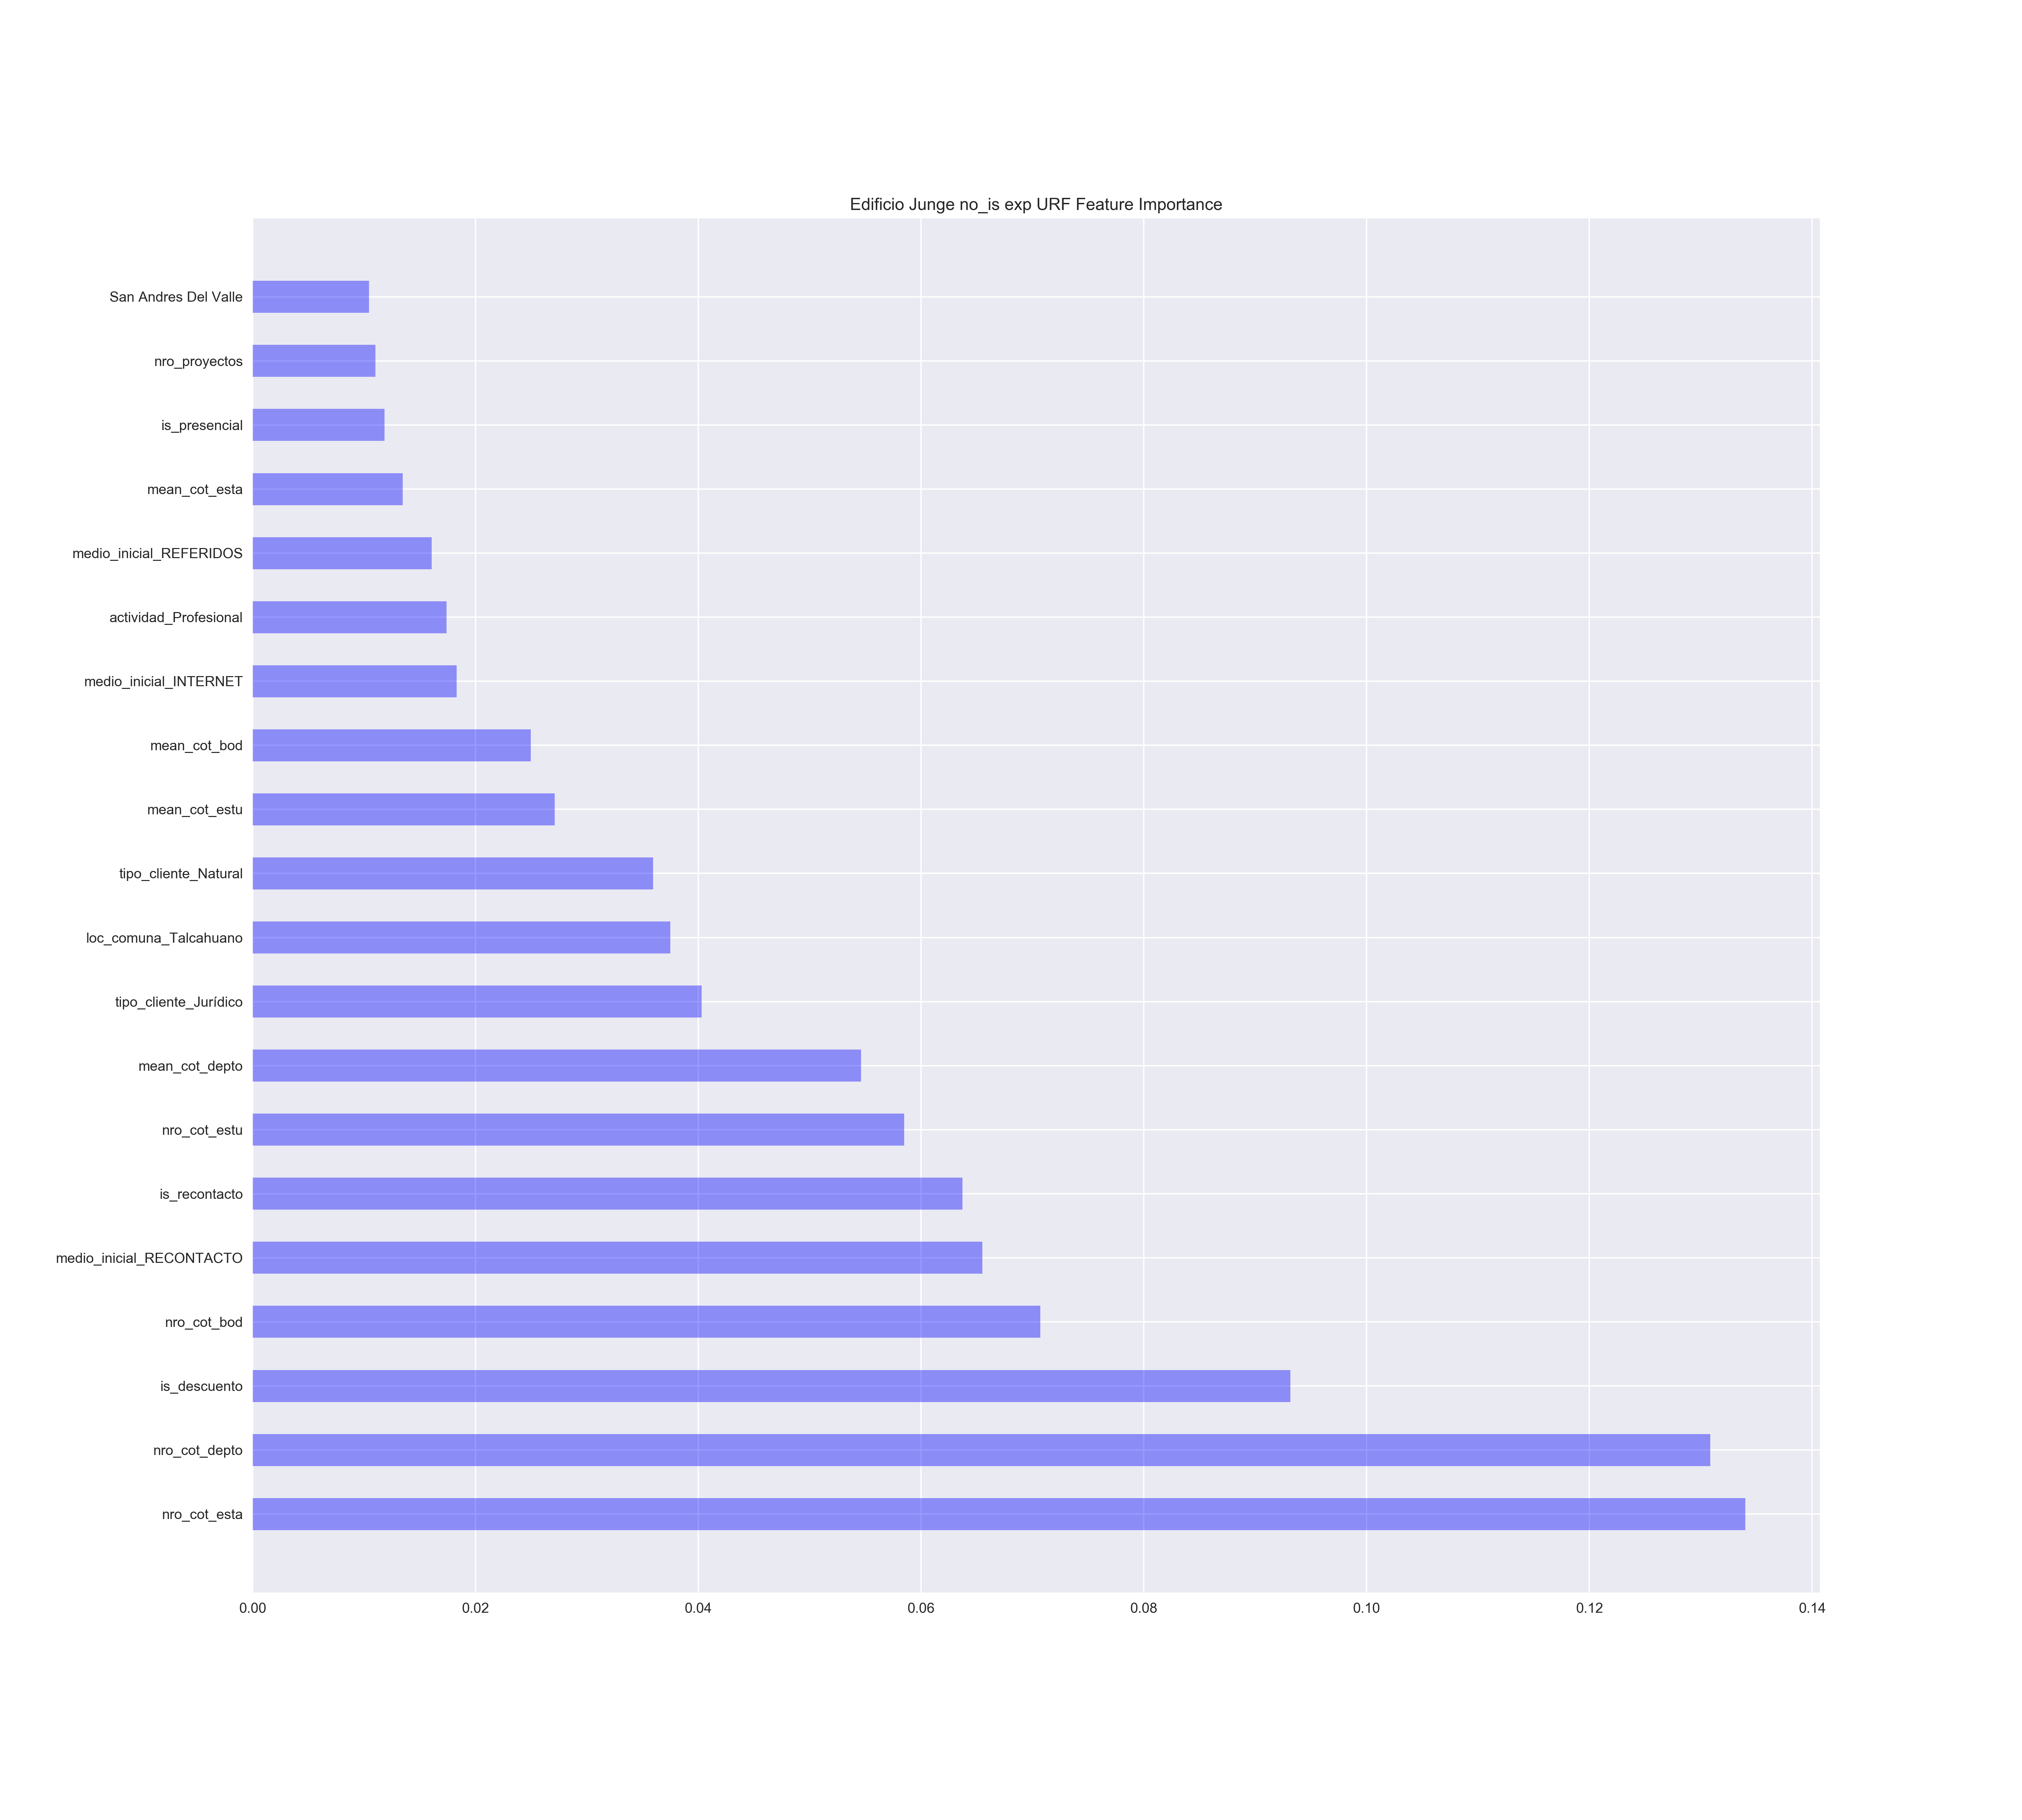 Edificio Junge no_is exp URF Feature Importance
San Andres Del Valle
nro_proyectos
is_presencial
mean_cot_esta
medio_inicial_REFERIDOS
actividad_Profesional
medio_inicial_INTERNET
mean_cot_bod
mean_cot_estu
tipo_cliente_Natural
loc_comuna_Talcahuano
tipo_cliente_Jurídico
mean_cot_depto
nro_cot_estu
is_recontacto
medio_inicial_RECONTACTO
nro_cot_bod
is_descuento
nro_cot_depto
nro_cot_esta
0.00 0.02 0.04 0.06 0.08 0.10 0.12 0.14